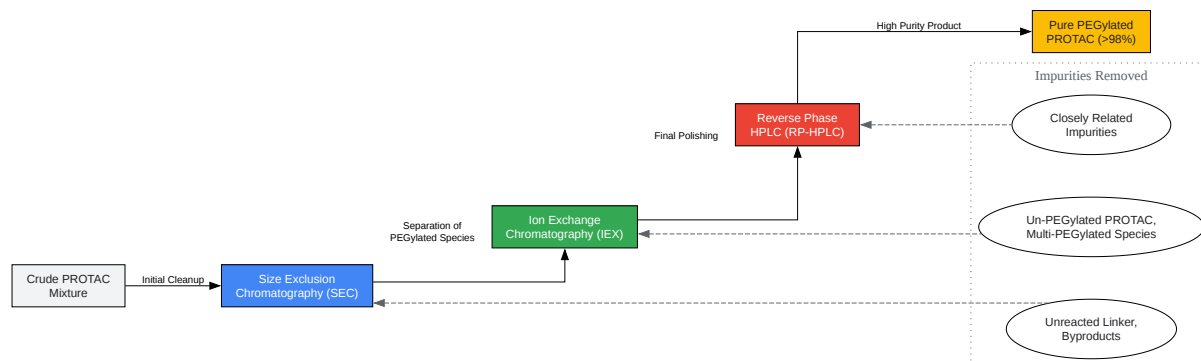 High Purity Product
Pure PEGylated
PROTAC (>98%)
Impurities Removed
Reverse Phase
HPLC (RP-HPLC)
Final Polishing
Closely Related
Impurities
Separation of
PEGylated Species
Ion Exchange
Chromatography (IEX)
Un-PEGylated PROTAC,
Multi-PEGylated Species
Crude PROTAC
Mixture
Initial Cleanup
Size Exclusion
Chromatography (SEC)
Unreacted Linker,
Byproducts